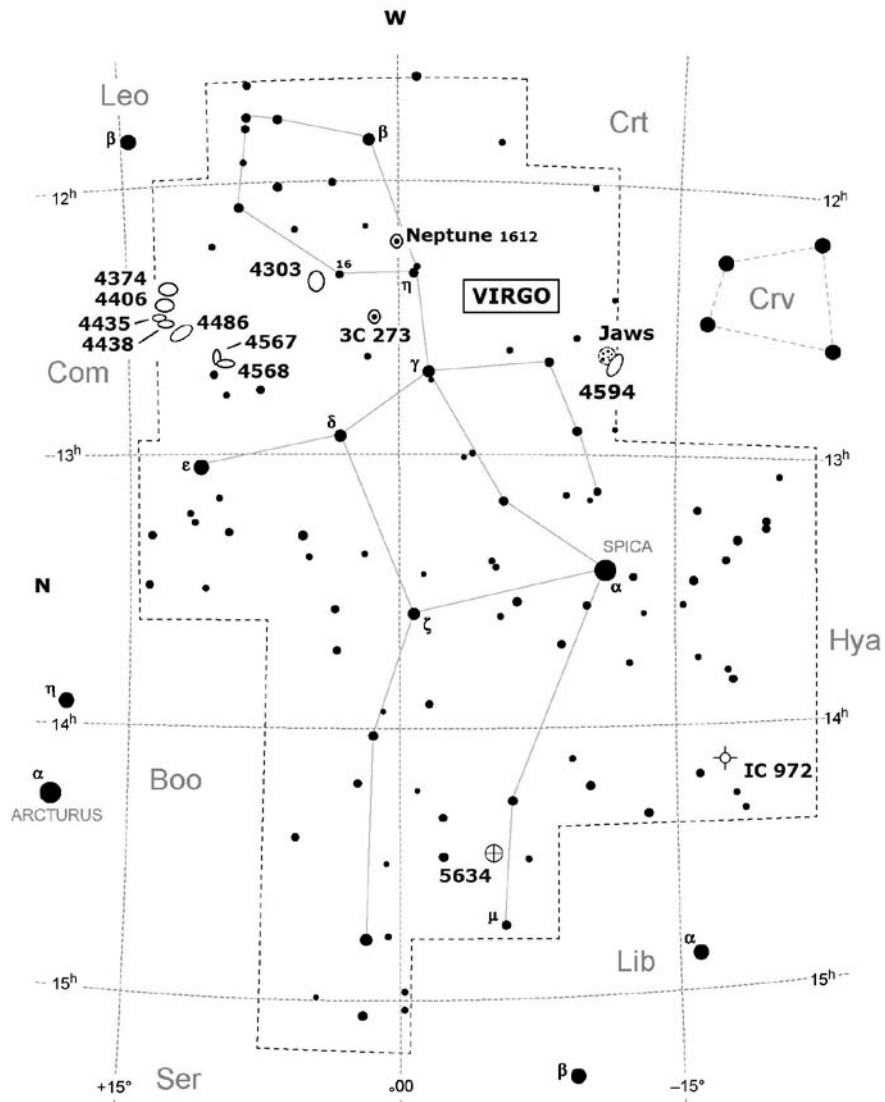 W
Leo
β
β
Crt
12ʰ
12ʰ
Neptune 1612
4303
16
η
4374
4406
4435
4438
4486
4567
4568
VIRGO
Crv
3C 273
Jaws
4594
Com
γ
δ
ε
13ʰ
13ʰ
SPICA
α
N
ζ
Hya
η
14ʰ
14ʰ
α
ARCTURUS
Boo
IC 972
5634
μ
α
Lib
15ʰ
15ʰ
β
Ser
+15°
°00
-15°